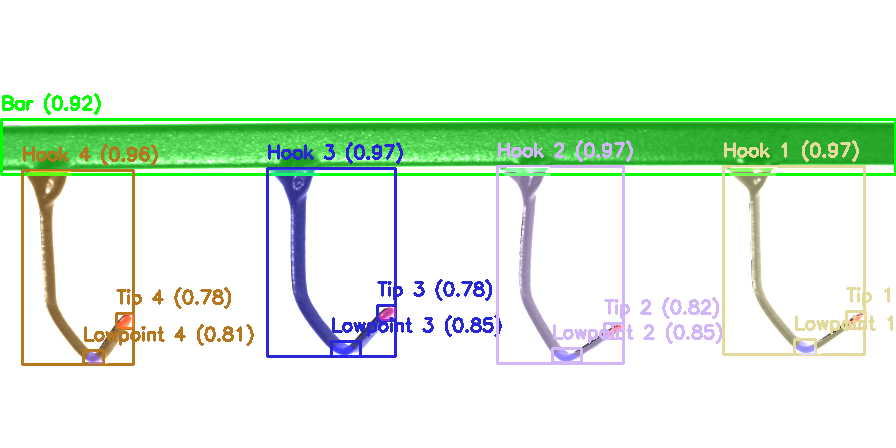 Bar (0.92)
Hook 4 (0.96)
Hook 3 (0.97)
Hook 2 (0.97)
Hook 1 (0.97)
Tip 4 (0.78)
Tip 3 (0.78)
Tip 2 (0.82)
Tip 1
Lowpoint 4 (0.81)
Lowpoint 3 (0.85)
Lowpoint 2 (0.85)
Lowpoint 1